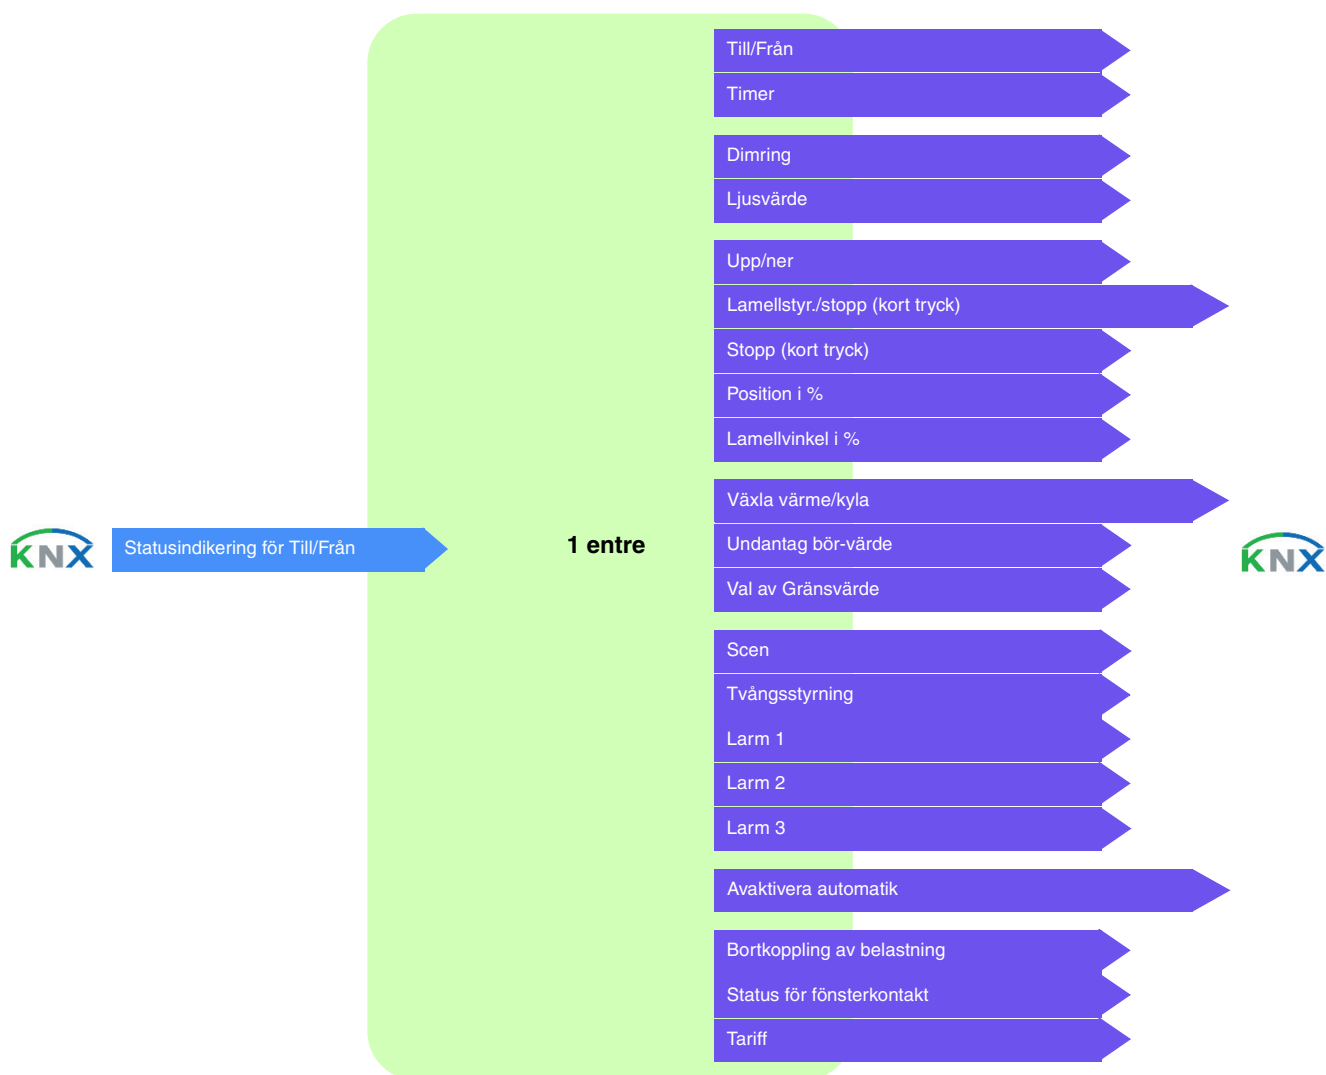 Till/Från
Timer
Dimring
Ljusvärde
Upp/ner
Lamellstyr./stopp (kort tryck)
Stopp (kort tryck)
Position i %
Lamellvinkel i %
Växla värme/kyla
KNX
Statusindikering för Till/Från
1 entre
Undantag bör-värde
KNX
Val av Gränsvärde
Scen
Tvångsstyrning
Larm 1
Larm 2
Larm 3
Avaktivera automatik
Bortkoppling av belastning
Status för fönsterkontakt
Tariff